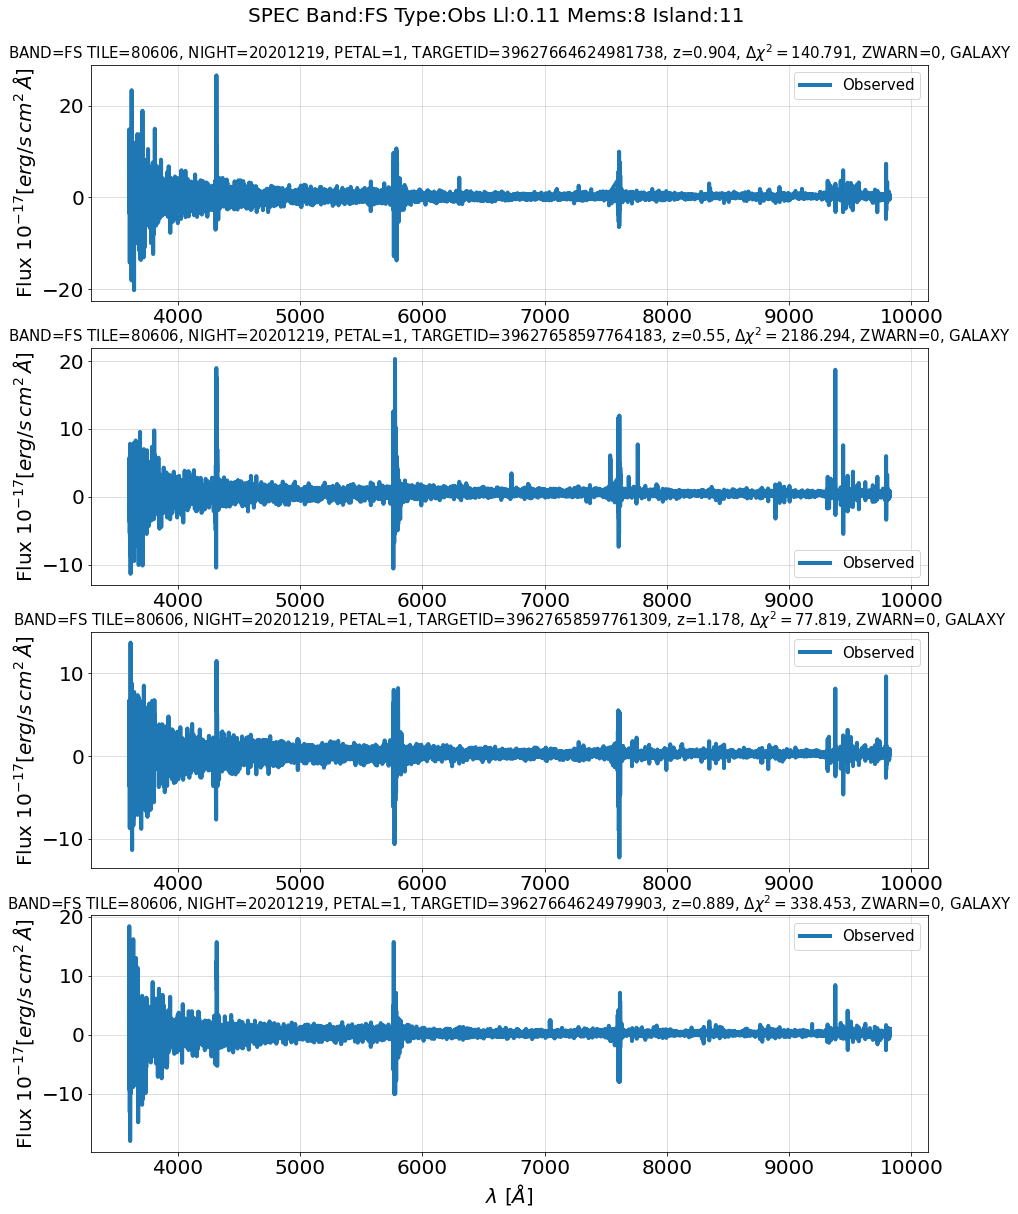 SPEC Band:FS Type:Obs Ll:0.11 Mems:8 Island:11
BAND=FS TILE=80606, NIGHT=20201219, PETAL=1, TARGETID=39627664624981738, z=0.904, Δχ² = 140.791, ZWARN=0, GALAXY
Observed
Flux 10⁻¹⁷[erg/s cm² Å]
20
0
−20
4000 5000 6000 7000 8000 9000 10000
BAND=FS TILE=80606, NIGHT=20201219, PETAL=1, TARGETID=39627658597764183, z=0.55, Δχ² = 2186.294, ZWARN=0, GALAXY
Flux 10⁻¹⁷[erg/s cm² Å]
20
10
0
−10
Observed
4000 5000 6000 7000 8000 9000 10000
BAND=FS TILE=80606, NIGHT=20201219, PETAL=1, TARGETID=39627658597761309, z=1.178, Δχ² = 77.819, ZWARN=0, GALAXY
Observed
Flux 10⁻¹⁷[erg/s cm² Å]
10
0
−10
4000 5000 6000 7000 8000 9000 10000
BAND=FS TILE=80606, NIGHT=20201219, PETAL=1, TARGETID=39627664624979903, z=0.889, Δχ² = 338.453, ZWARN=0, GALAXY
Observed
Flux 10⁻¹⁷[erg/s cm² Å]
20
10
0
−10
4000 5000 6000 7000 8000 9000 10000
λ [Å]